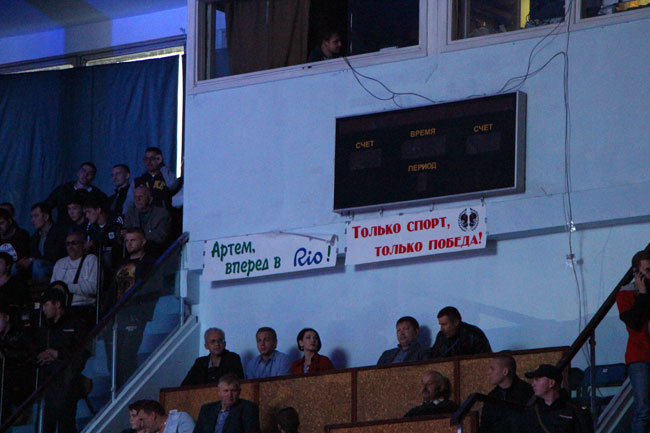 СЧЕТ ВРЕМЯ СЧЕТ
ПЕРИОД
Артем,
вперед в Rio!
Только спорт,
только победа!